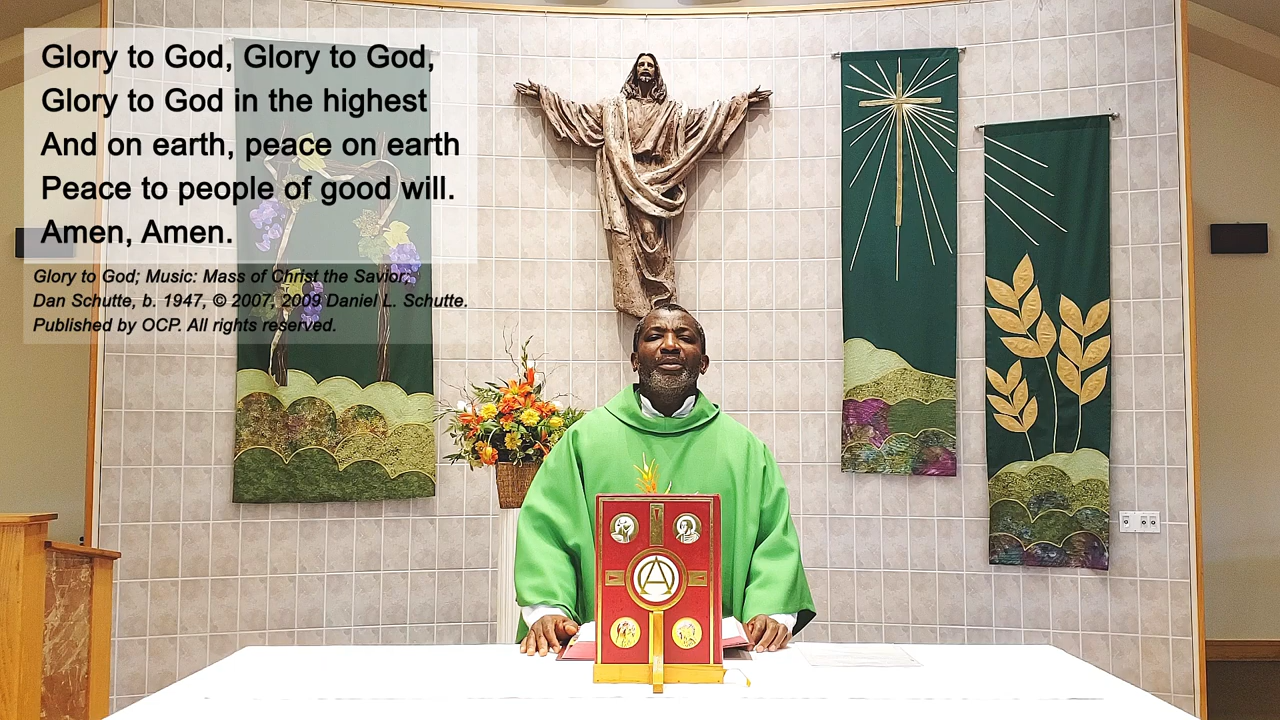 Glory to God, Glory to God,
Glory to God in the highest
And on earth, peace on earth
Peace to people of good will.
Amen, Amen.
Glory to God; Music: Mass of Christ the Savior;
Dan Schutte, b. 1947, © 2007, 2009 Daniel L. Schutte.
Published by OCP. All rights reserved.